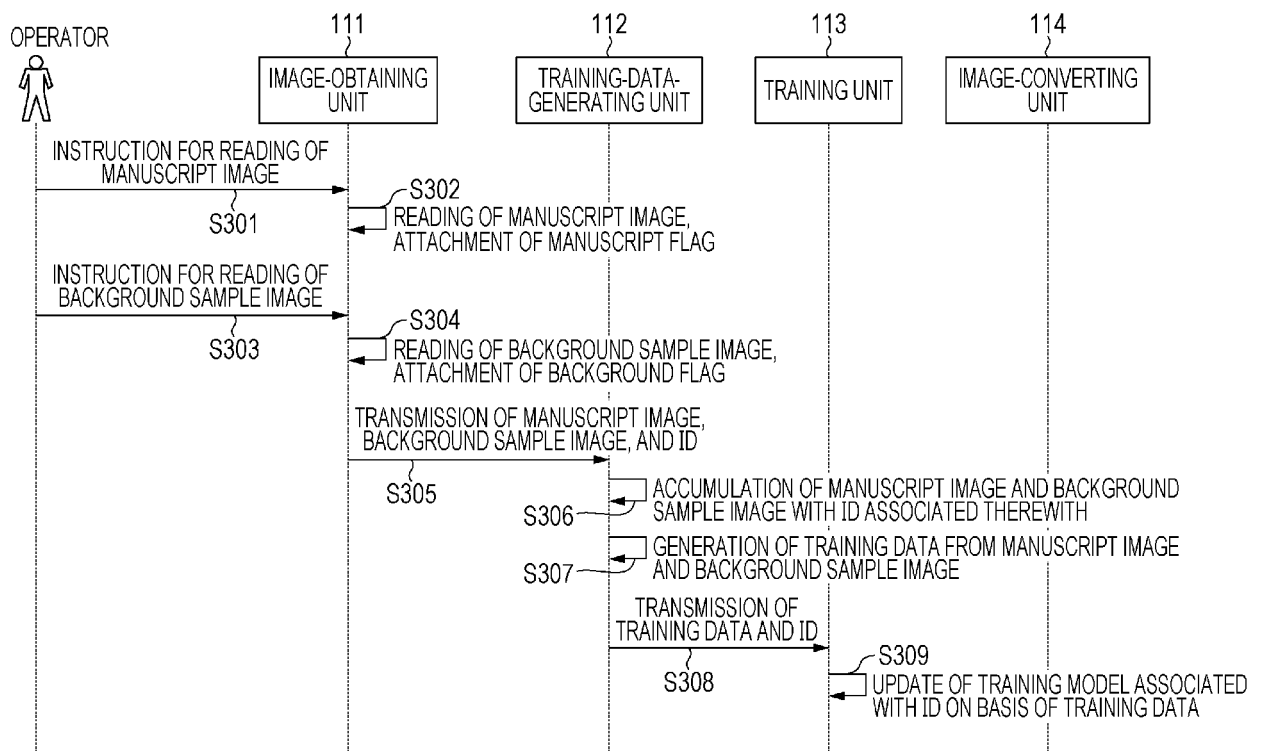 OPERATOR
111
IMAGE-OBTAINING
UNIT
112
TRAINING-DATA-
GENERATING UNIT
113
TRAINING UNIT
114
IMAGE-CONVERTING
UNIT
INSTRUCTION FOR READING OF
MANUSCRIPT IMAGE
S301
S302
READING OF MANUSCRIPT IMAGE,
ATTACHMENT OF MANUSCRIPT FLAG
INSTRUCTION FOR READING OF
BACKGROUND SAMPLE IMAGE
S303
S304
READING OF BACKGROUND SAMPLE IMAGE,
ATTACHMENT OF BACKGROUND FLAG
TRANSMISSION OF MANUSCRIPT IMAGE,
BACKGROUND SAMPLE IMAGE, AND ID
S305
S306
ACCUMULATION OF MANUSCRIPT IMAGE AND BACKGROUND
SAMPLE IMAGE WITH ID ASSOCIATED THEREWITH
S307
GENERATION OF TRAINING DATA FROM MANUSCRIPT IMAGE
AND BACKGROUND SAMPLE IMAGE
TRANSMISSION OF
TRAINING DATA AND ID
S308
S309
UPDATE OF TRAINING MODEL ASSOCIATED
WITH ID ON BASIS OF TRAINING DATA